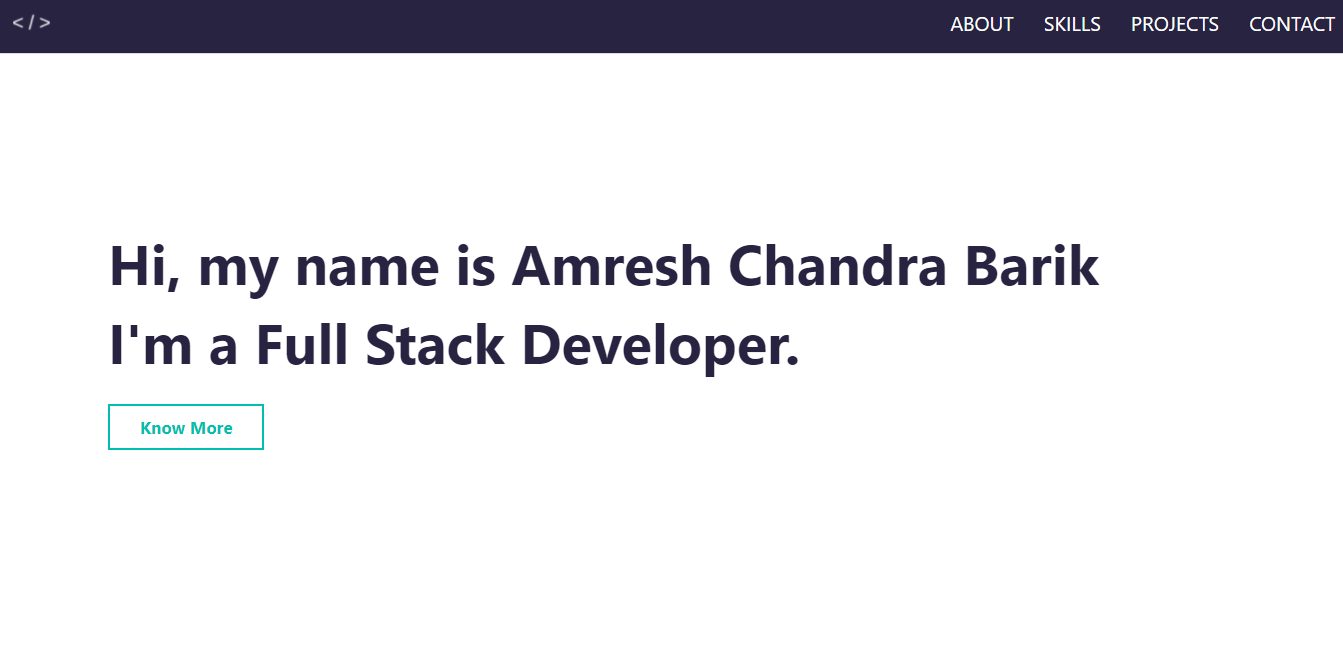 </>
ABOUT SKILLS PROJECTS CONTACT
Hi, my name is Amresh Chandra Barik
I'm a Full Stack Developer.
Know More